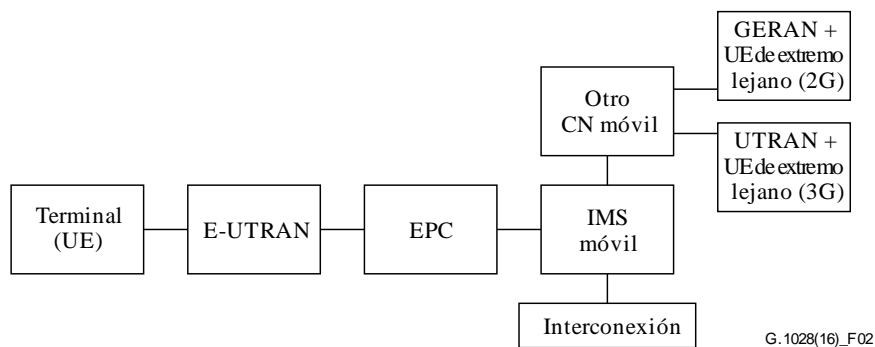 GERAN +
UE de extremo
lejano (2G)
Otro
CN móvil
UTRAN +
UE de extremo
lejano (3G)
Terminal
(UE)
E-UTRAN
EPC
IMS
móvil
Interconexión
G.1028(16)_F02